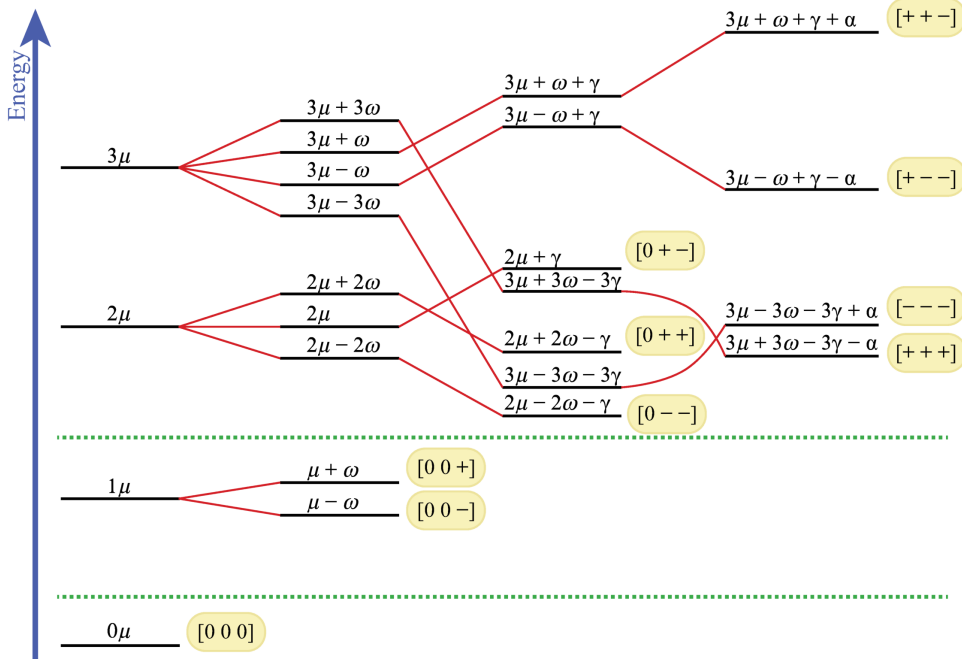 Energy
3μ + ω + γ + α
[+ + −]
3μ + ω + γ
3μ + 3ω
3μ − ω + γ
3μ + ω
3μ
3μ − ω
3μ − ω + γ − α
[+ − −]
3μ − 3ω
2μ + γ
[0 + −]
2μ + 2ω
3μ + 3ω − 3γ
2μ
2μ
3μ − 3ω − 3γ + α
[− − −]
2μ + 2ω − γ
[0 + +]
2μ − 2ω
3μ + 3ω − 3γ − α
[+ + +]
3μ − 3ω − 3γ
2μ − 2ω − γ
[0 − −]
μ + ω
[0 0 +]
1μ
μ − ω
[0 0 −]
0μ
[0 0 0]